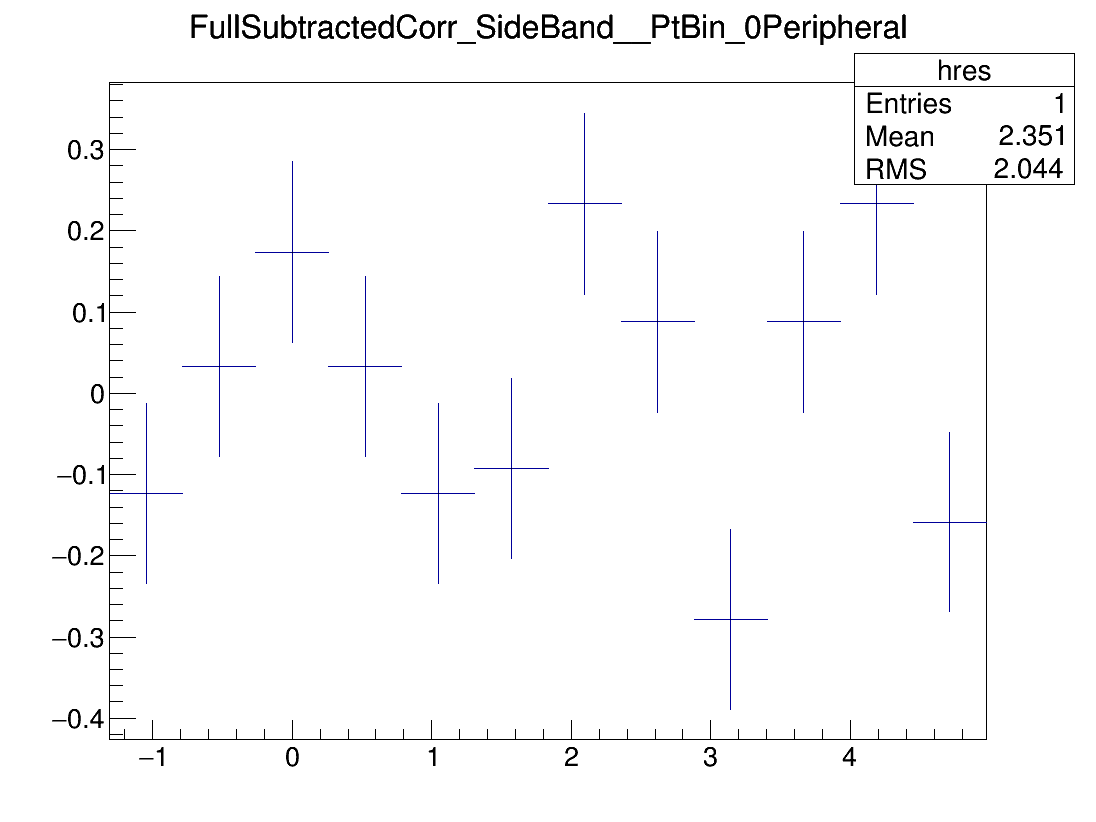 FullSubtractedCorr_SideBand__PtBin_0Peripheral
hres
Entries 1
Mean 2.351
RMS 2.044
0.3
0.2
0.1
0
−0.1
−0.2
−0.3
−0.4
−1 0 1 2 3 4